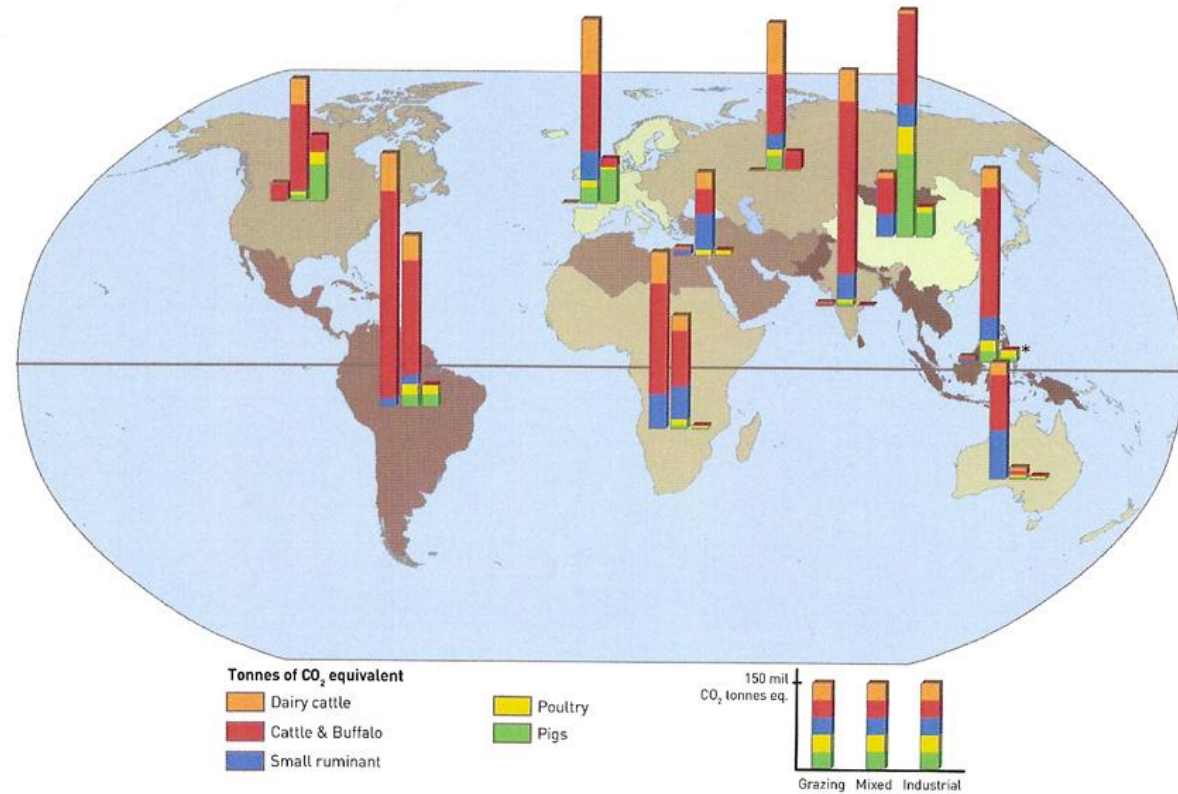 *
Tonnes of CO₂ equivalent
Dairy cattle
Cattle & Buffalo
Small ruminant
Poultry
Pigs
150 mil
CO₂ tonnes eq.
Grazing Mixed Industrial